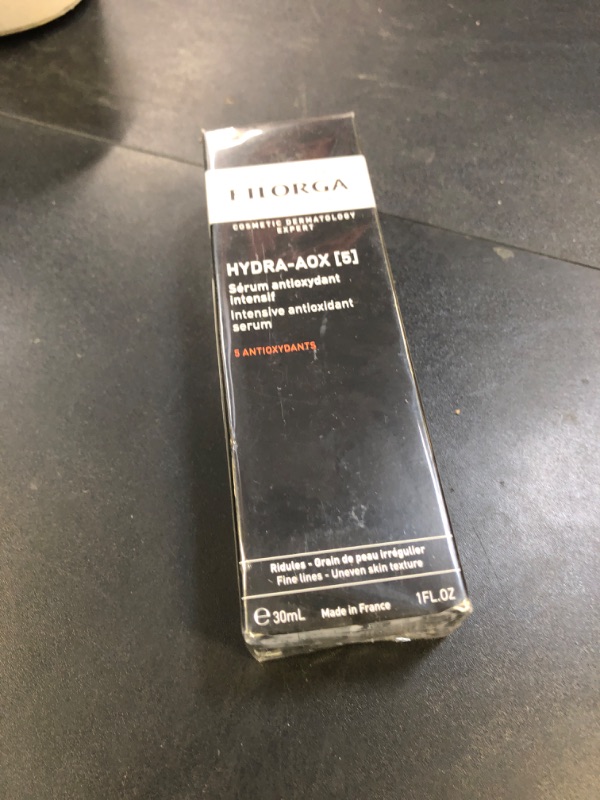 FILORGA
COSMETIC DERMATOLOGY
EXPERT
HYDRA-AOX [5]
Sérum antioxydant
intensif
Intensive antioxidant
serum
5 ANTIOXYDANTS
Ridules - Grain de peau irrégulier
Fine lines - Uneven skin texture
℮ 30mL Made in France 1FL.OZ